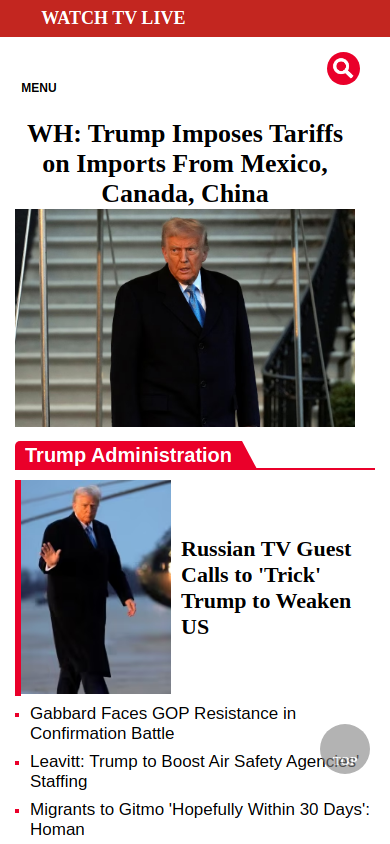 WATCH TV LIVE
MENU
WH: Trump Imposes Tariffs
on Imports From Mexico,
Canada, China
Trump Administration
Russian TV Guest
Calls to 'Trick'
Trump to Weaken
US
Gabbard Faces GOP Resistance in
Confirmation Battle
Leavitt: Trump to Boost Air Safety Agencies'
Staffing
TOP
Migrants to Gitmo 'Hopefully Within 30 Days':
Homan